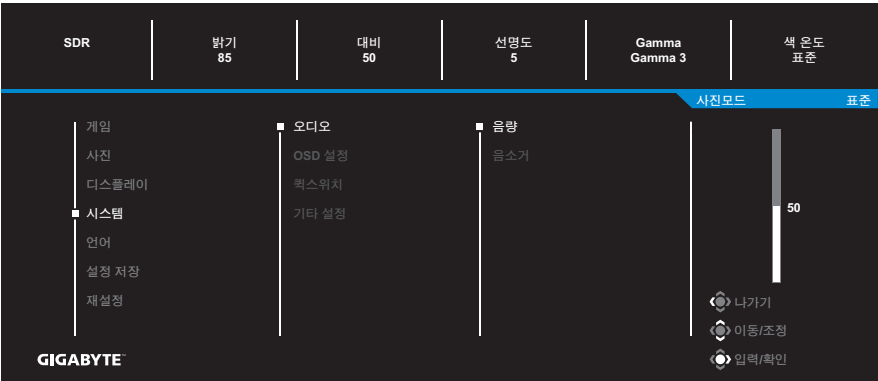 SDR
밝기
85
대비
50
선명도
5
Gamma
Gamma 3
색 온도
표준
사진모드 표준
게임
사진
디스플레이
시스템
언어
설정 저장
재설정
오디오
OSD 설정
퀵스위치
기타 설정
음량
음소거
50
나가기
이동/조정
입력/확인
GIGABYTE™